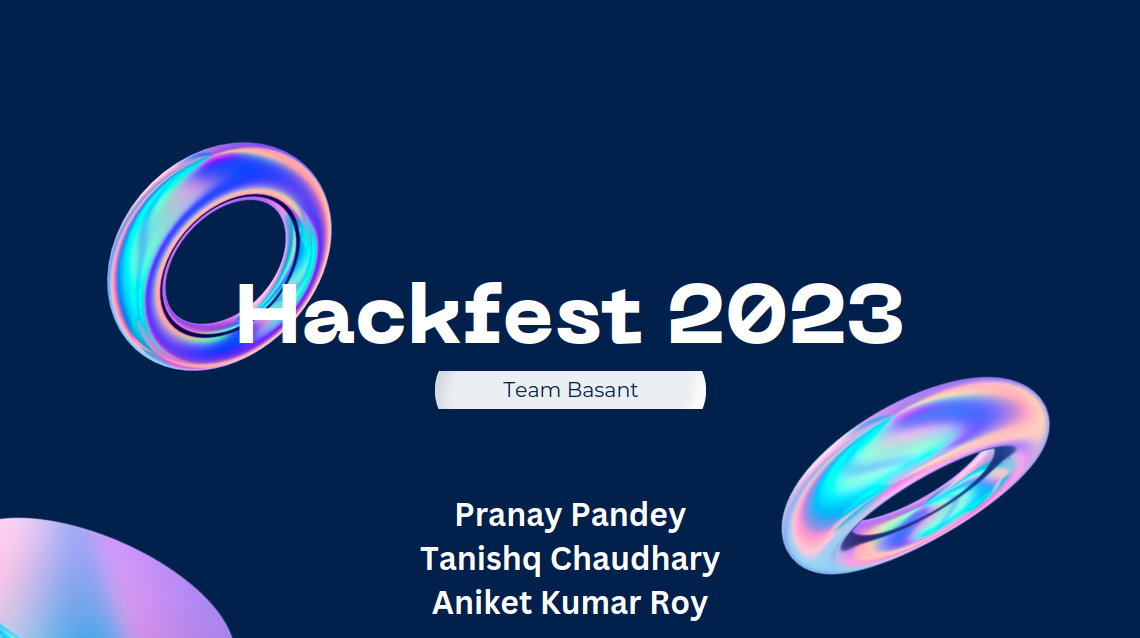 Hackfest 2023
Team Basant
Pranay Pandey
Tanishq Chaudhary
Aniket Kumar Roy